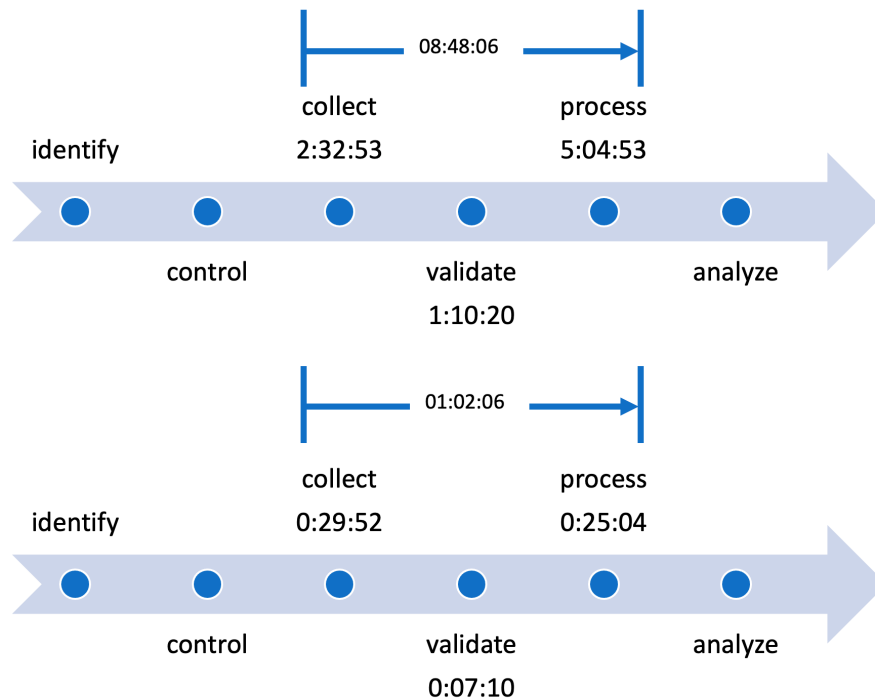 08:48:06
collect
process
identify
2:32:53
5:04:53
control
validate
analyze
1:10:20
01:02:06
collect
process
identify
0:29:52
0:25:04
control
validate
analyze
0:07:10